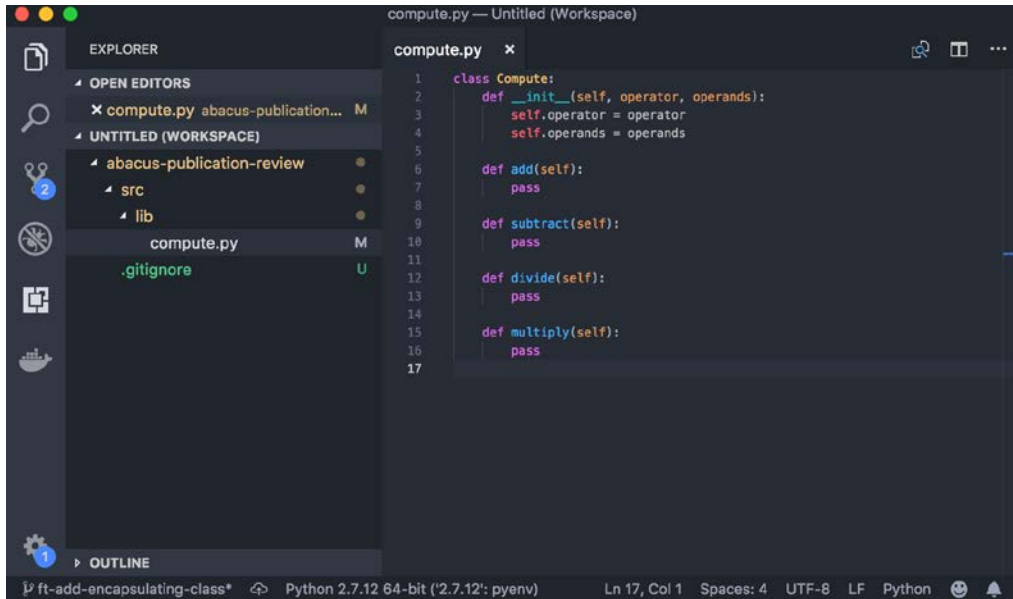 compute.py — Untitled (Workspace)
EXPLORER
OPEN EDITORS
× compute.py abacus-publication... M
UNTITLED (WORKSPACE)
abacus-publication-review
src
lib
compute.py M
.gitignore U
OUTLINE
2
1
compute.py ×
1 class Compute:
2 def __init__(self, operator, operands):
3 self.operator = operator
4 self.operands = operands
5
6 def add(self):
7 pass
8
9 def subtract(self):
10 pass
11
12 def divide(self):
13 pass
14
15 def multiply(self):
16 pass
17
ft-add-encapsulating-class* Python 2.7.12 64-bit ('2.7.12': pyenv) Ln 17, Col 1 Spaces: 4 UTF-8 LF Python